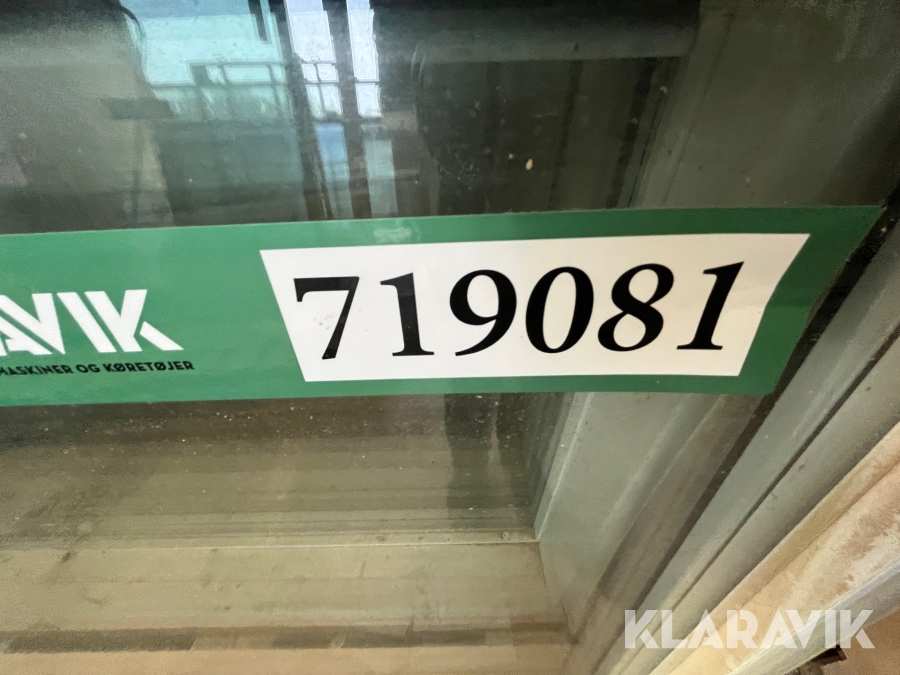 AVIK
MASKINER OG KØRETØJER
719081
KLARAVIK